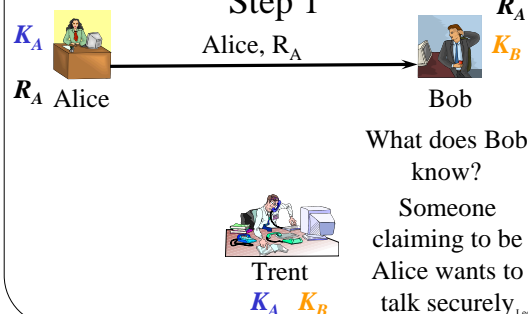 Step 1
R_A
K_A
Alice, R_A
K_B
R_A Alice
Bob
What does Bob
know?
Someone
claiming to be
Trent
Alice wants to
K_A K_B
talk securely